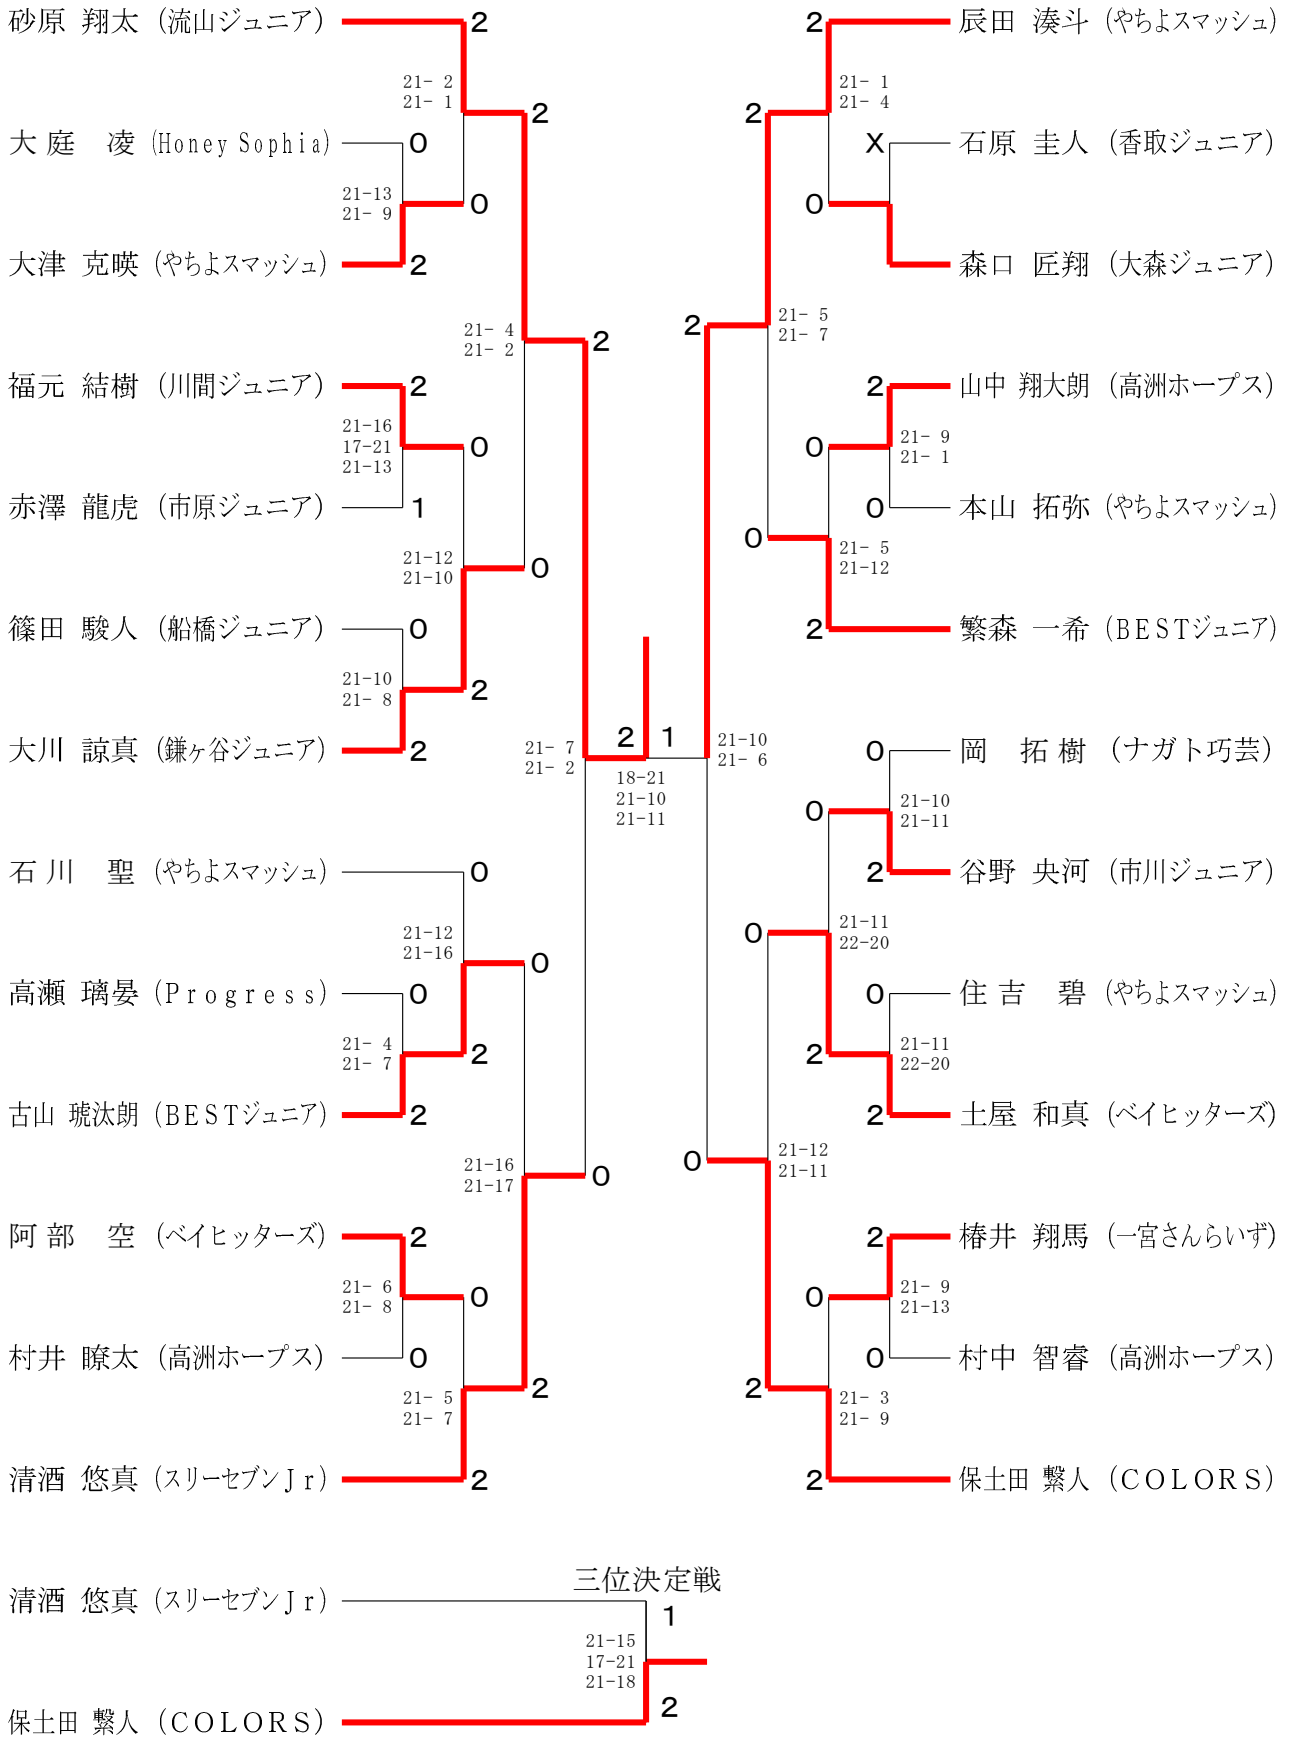 砂原 翔太 (流山ジュニア) 2
21- 2
21- 1
2
大庭 凌 (Honey Sophia) 0
21-13
21- 9
0
大津 克暎 (やちよスマッシュ) 2
21- 4
21- 2
2
福元 結樹 (川間ジュニア) 2
21-16
17-21
21-13
0
赤澤 龍虎 (市原ジュニア) 1
21-12
21-10
0
篠田 駿人 (船橋ジュニア) 0
21-10
21- 8
2
大川 諒真 (鎌ヶ谷ジュニア) 2
21- 7
21- 2
石川 聖 (やちよスマッシュ) 0
21-12
21-16
0
高瀬 璃晏 (Progress) 0
21- 4
21- 7
2
古山 琥汰朗 (BESTジュニア) 2
21-16
21-17
0
阿部 空 (ベイヒッターズ) 2
21- 6
21- 8
0
村井 瞭太 (高洲ホープス) 0
21- 5
21- 7
2
清酒 悠真 (スリーセブンJr) 2
2 1
18-21
21-10
21-11
2 辰田 湊斗 (やちよスマッシュ)
21- 1
21- 4
2
X 石原 圭人 (香取ジュニア)
0
森口 匠翔 (大森ジュニア)
2
21- 5
21- 7
2 山中 翔大朗 (高洲ホープス)
0
21- 9
21- 1
0 本山 拓弥 (やちよスマッシュ)
0
21- 5
21-12
2 繁森 一希 (BESTジュニア)
21-10
21- 6
0 岡 拓樹 (ナガト巧芸)
0
21-10
21-11
2 谷野 央河 (市川ジュニア)
0
21-11
22-20
0 住吉 碧 (やちよスマッシュ)
2
21-11
22-20
2 土屋 和真 (ベイヒッターズ)
0
21-12
21-11
2 椿井 翔馬 (一宮さんらいず)
0
21- 9
21-13
0 村中 智睿 (高洲ホープス)
2
21- 3
21- 9
2 保土田 繋人 (COLORS)
三位決定戦
清酒 悠真 (スリーセブンJr) 1
21-15
17-21
21-18
保土田 繋人 (COLORS) 2